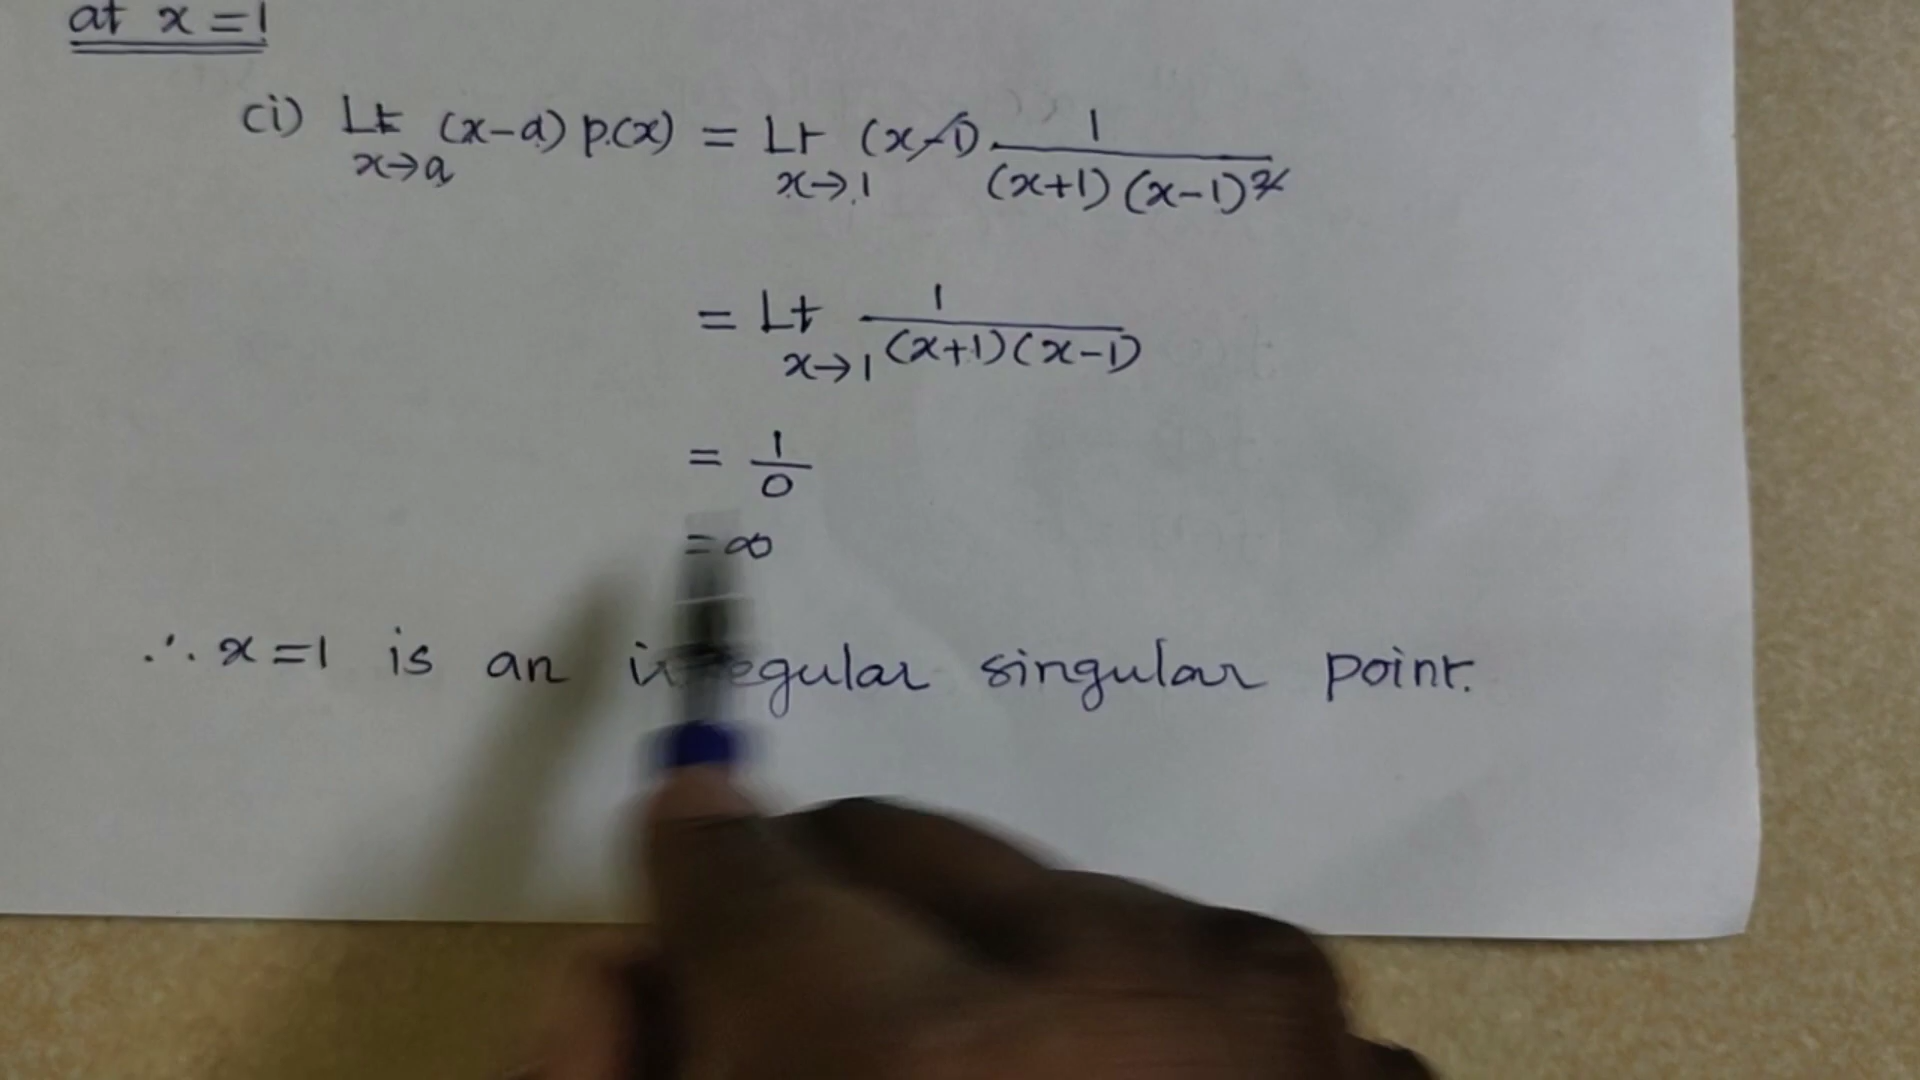 at x = 1
(i) Lt x→a (x-a) p(x) = Lt x→1 (x-1) 1/(x+1)(x-1)²
= Lt x→1 1/(x+1)(x-1)
= 1/0
= ∞
∴ x = 1 is an irregular singular point.